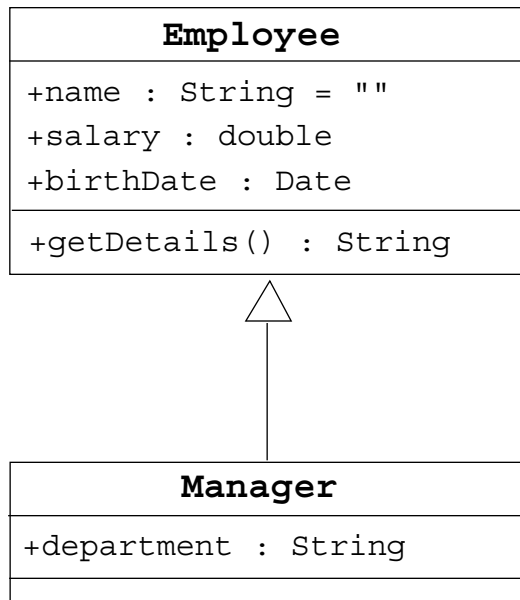 Employee
+name : String = ""
+salary : double
+birthDate : Date
+getDetails() : String
Manager
+department : String